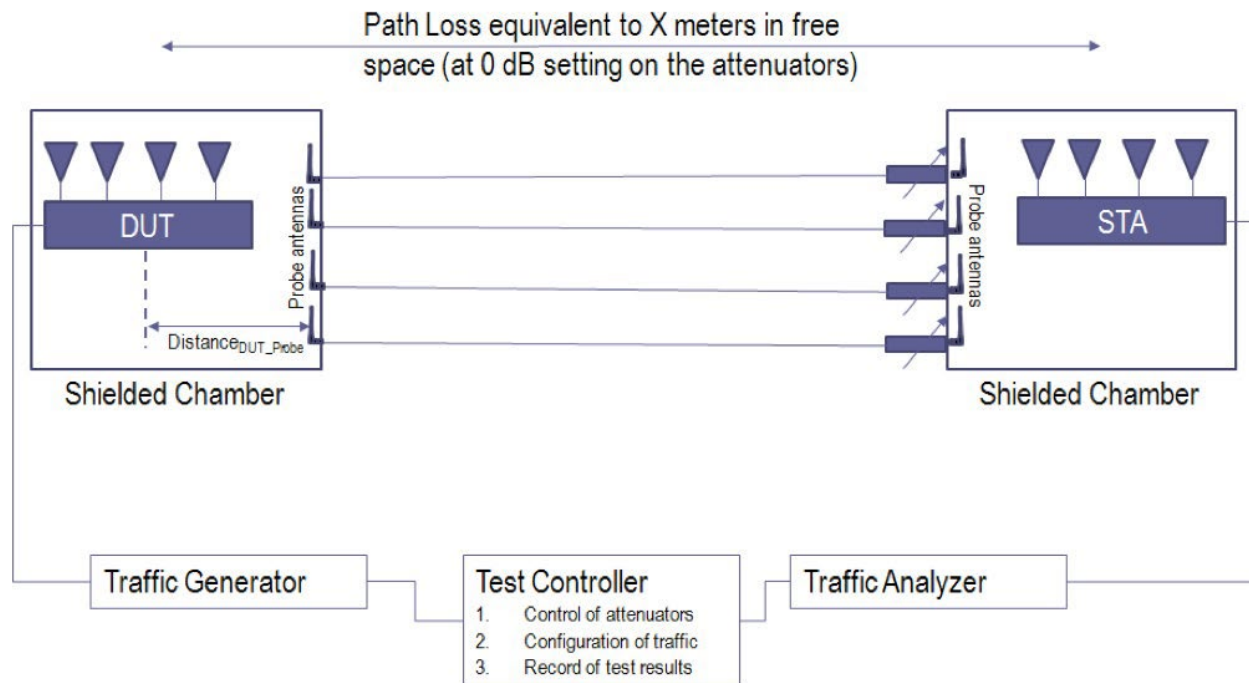 Path Loss equivalent to X meters in free
space (at 0 dB setting on the attenuators)
DUT
Probe antennas
Distance_DUT_Probe
Shielded Chamber
Probe antennas
STA
Shielded Chamber
Traffic Generator
Test Controller
1. Control of attenuators
2. Configuration of traffic
3. Record of test results
Traffic Analyzer